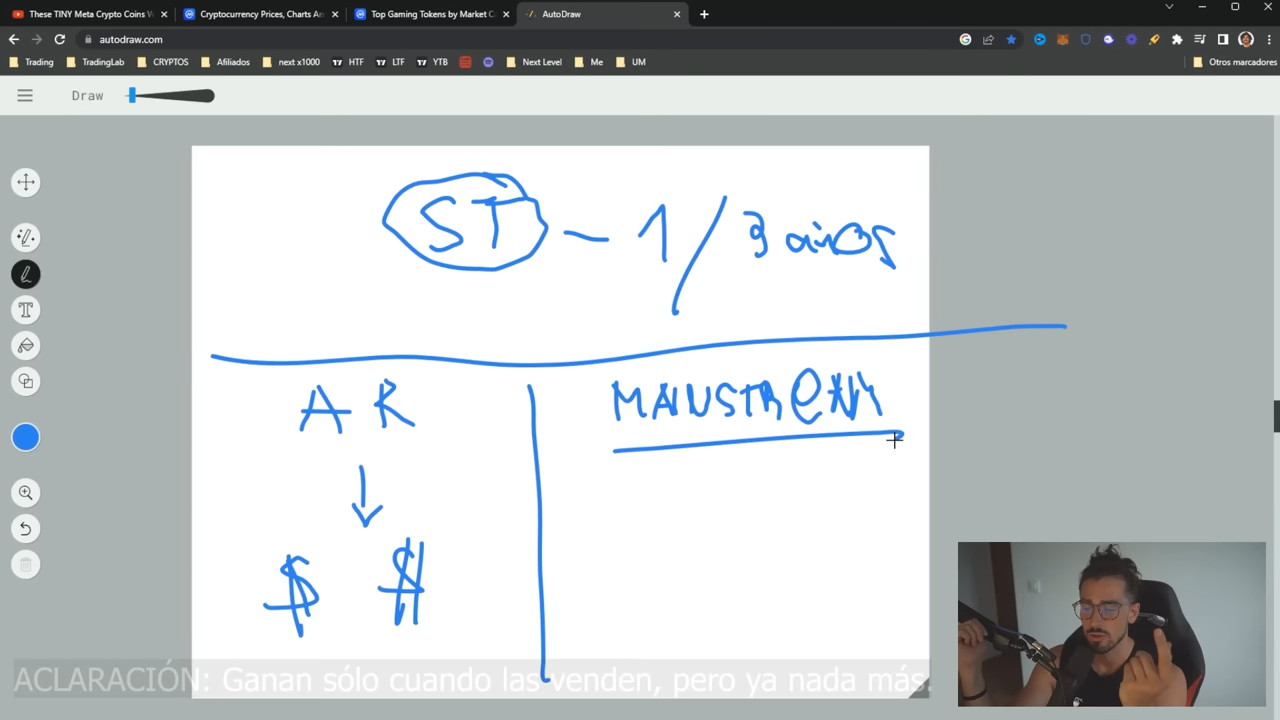 These TINY Meta Crypto Coins W
Cryptocurrency Prices, Charts An
Top Gaming Tokens by Market C
AutoDraw
autodraw.com
Trading TradingLab CRYPTOS Afiliados next x1000 HTF LTF YTB Next Level Me UM Otros marcadores
Draw
ST – 1/3 años
AR
MAINSTREAM
$ $
ACLARACIÓN: Ganan sólo cuando las venden, pero ya nada más.